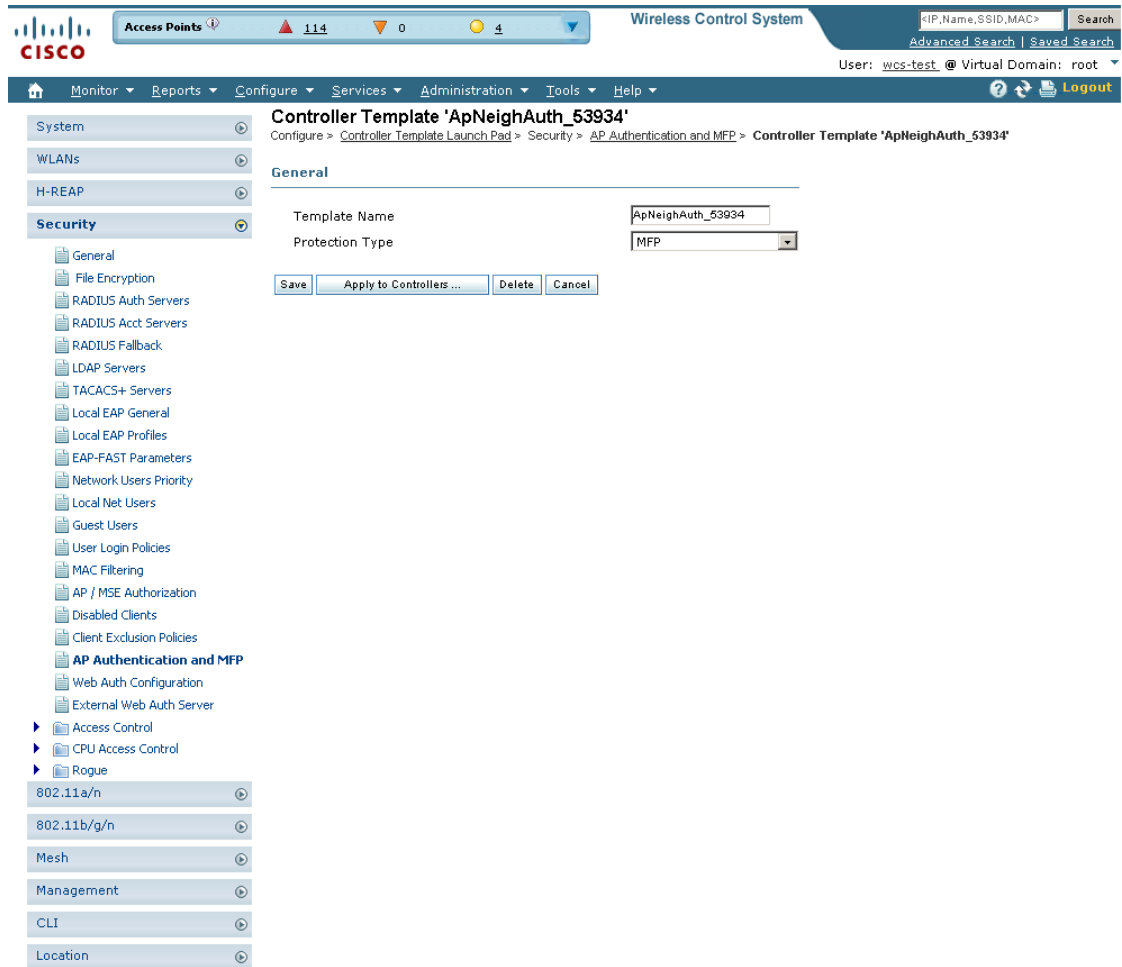 CISCO
Access Points
114
0
4
Wireless Control System
<IP,Name,SSID,MAC>
Search
Advanced Search | Saved Search
User: wcs-test @ Virtual Domain: root
Monitor Reports Configure Services Administration Tools Help
Logout
System
WLANs
H-REAP
Security
General
File Encryption
RADIUS Auth Servers
RADIUS Acct Servers
RADIUS Fallback
LDAP Servers
TACACS+ Servers
Local EAP General
Local EAP Profiles
EAP-FAST Parameters
Network Users Priority
Local Net Users
Guest Users
User Login Policies
MAC Filtering
AP / MSE Authorization
Disabled Clients
Client Exclusion Policies
AP Authentication and MFP
Web Auth Configuration
External Web Auth Server
Access Control
CPU Access Control
Rogue
802.11a/n
802.11b/g/n
Mesh
Management
CLI
Location
Controller Template 'ApNeighAuth_53934'
Configure > Controller Template Launch Pad > Security > AP Authentication and MFP > Controller Template 'ApNeighAuth_53934'
General
Template Name
ApNeighAuth_53934
Protection Type
MFP
Save
Apply to Controllers ...
Delete
Cancel